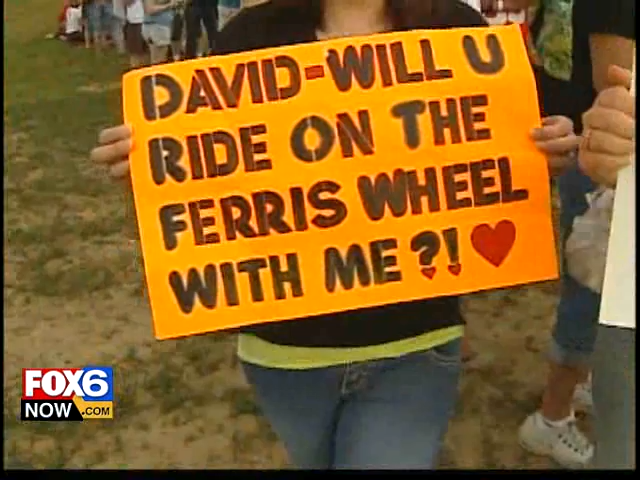 DAVID-WILL U
RIDE ON THE
FERRIS WHEEL
WITH ME?!
FOX6
NOW.COM